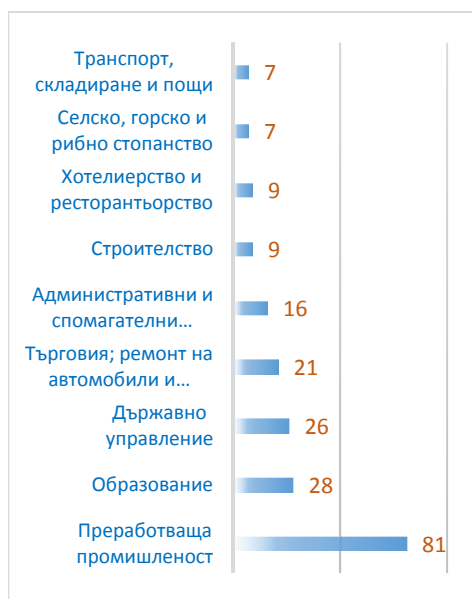 Транспорт,
складиране и пощи
7
Селско, горско и
рибно стопанство
7
Хотелиерство и
ресторантьорство
9
Строителство
9
Административни и
спомагателни...
16
Търговия; ремонт на
автомобили и...
21
Държавно
управление
26
Образование
28
Преработваща
промишленост
81